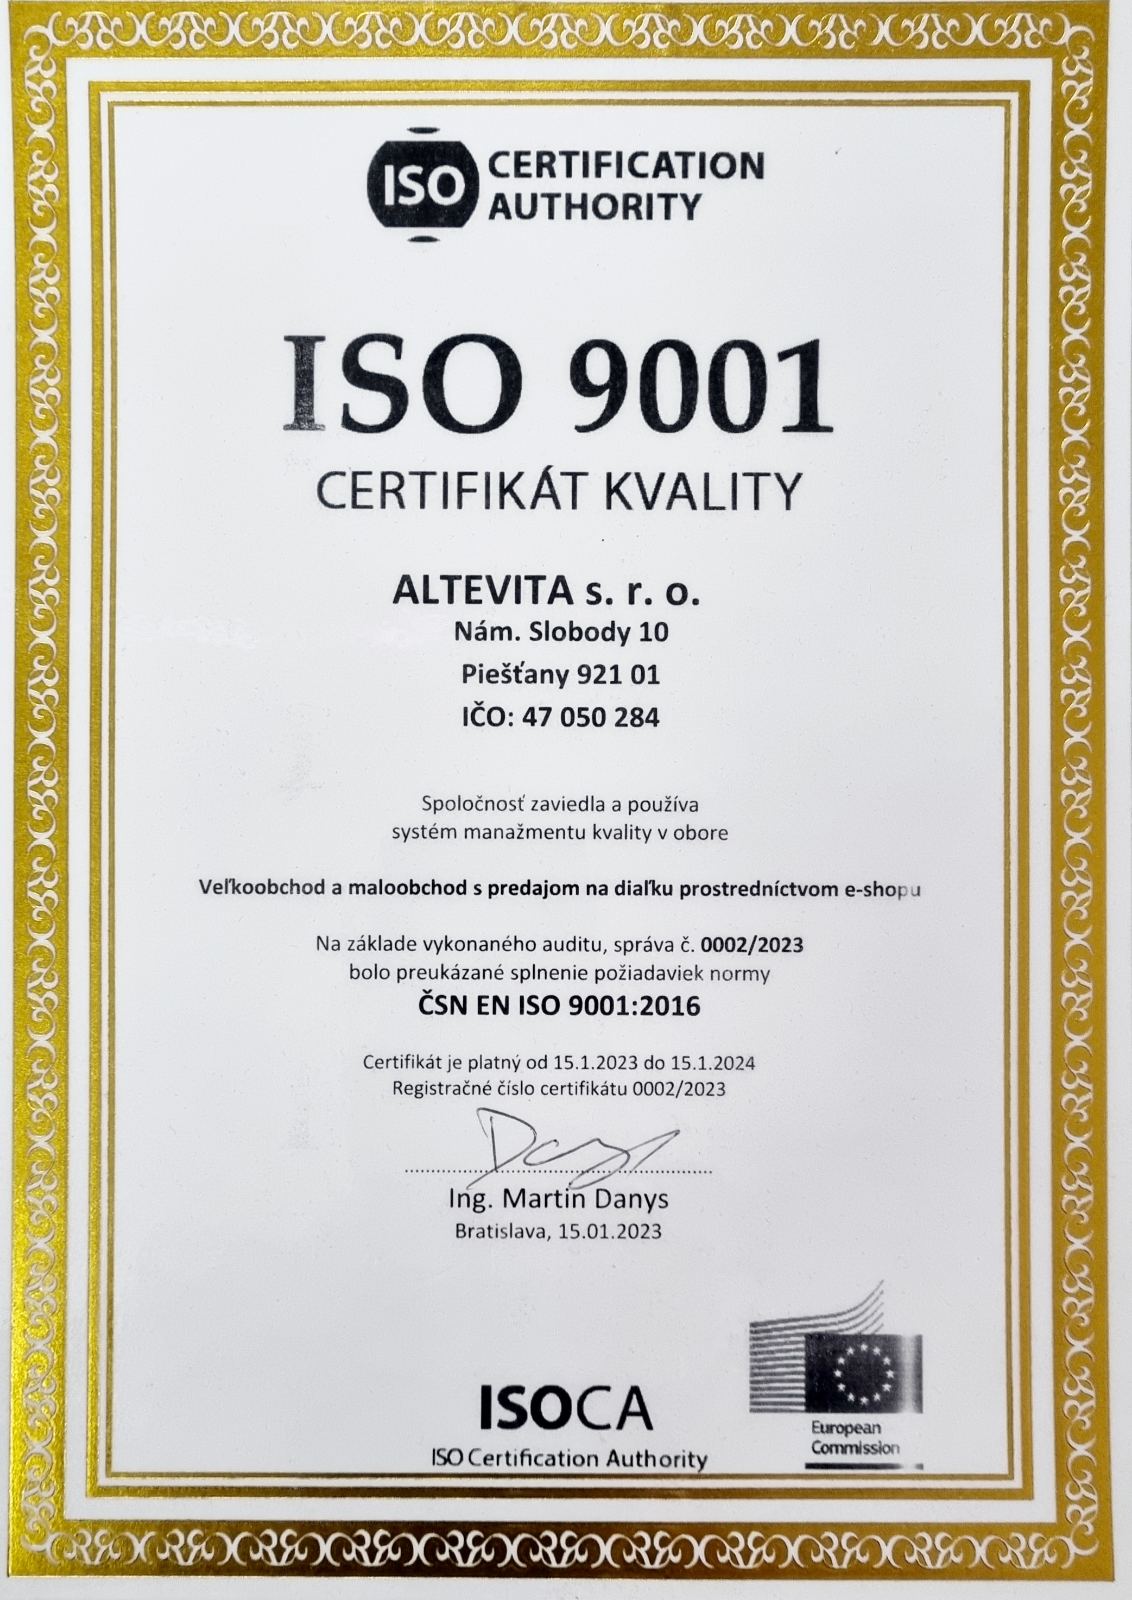 ISO CERTIFICATION
AUTHORITY
ISO 9001
CERTIFIKÁT KVALITY
ALTEVITA s. r. o.
Nám. Slobody 10
Piešťany 921 01
IČO: 47 050 284
Spoločnosť zaviedla a používa
systém manažmentu kvality v obore
Veľkoobchod a maloobchod s predajom na diaľku prostredníctvom e-shopu
Na základe vykonaného auditu, správa č. 0002/2023
bolo preukázané splnenie požiadaviek normy
ČSN EN ISO 9001:2016
Certifikát je platný od 15.1.2023 do 15.1.2024
Registračné číslo certifikátu 0002/2023
Ing. Martin Danys
Bratislava, 15.01.2023
ISOCA
ISO Certification Authority
European
Commission